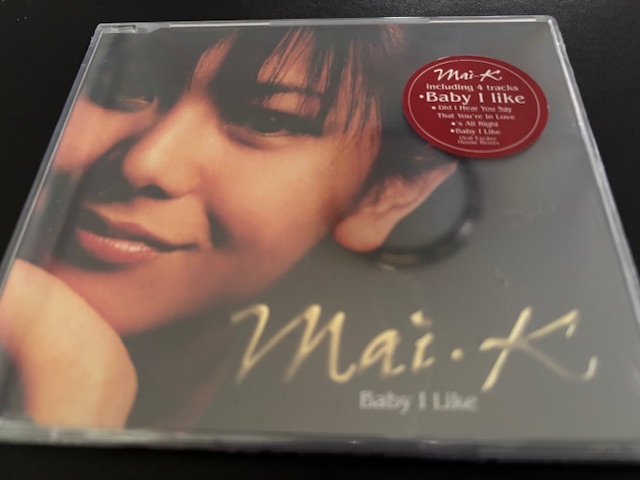 Mai·K
including 4 tracks
•Baby I like
• Did I Hear You Say
That You're In Love
•'s All Right
•Baby I Like
House Remix
Mai·K
Baby I Like